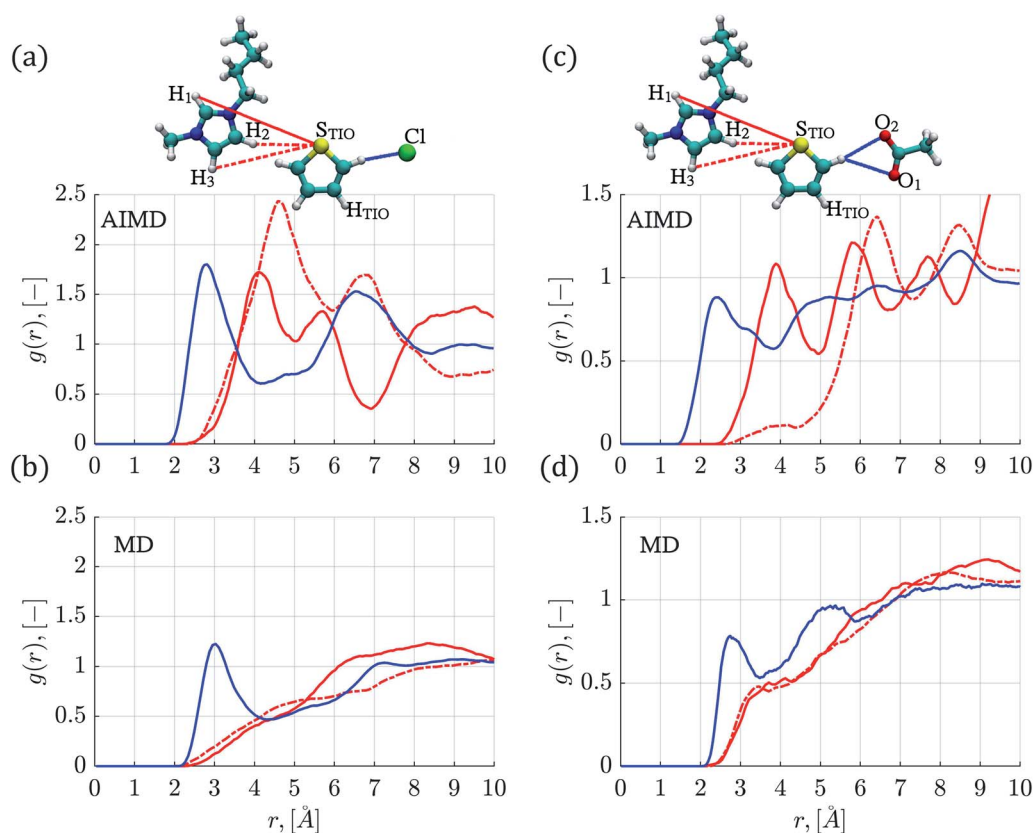 (a)
H₁
S_TIO
Cl
H₂
H₃
H_TIO
AIMD
2.5
2
1.5
1
0.5
0
g(r), [−]
0 1 2 3 4 5 6 7 8 9 10
(c)
H₁
S_TIO
O₂
H₂
H₃
O₁
H_TIO
AIMD
1.5
1
0.5
0
g(r), [−]
0 1 2 3 4 5 6 7 8 9 10
(b)
MD
2.5
2
1.5
1
0.5
0
g(r), [−]
0 1 2 3 4 5 6 7 8 9 10
r, [Å]
(d)
MD
1.5
1
0.5
0
g(r), [−]
0 1 2 3 4 5 6 7 8 9 10
r, [Å]